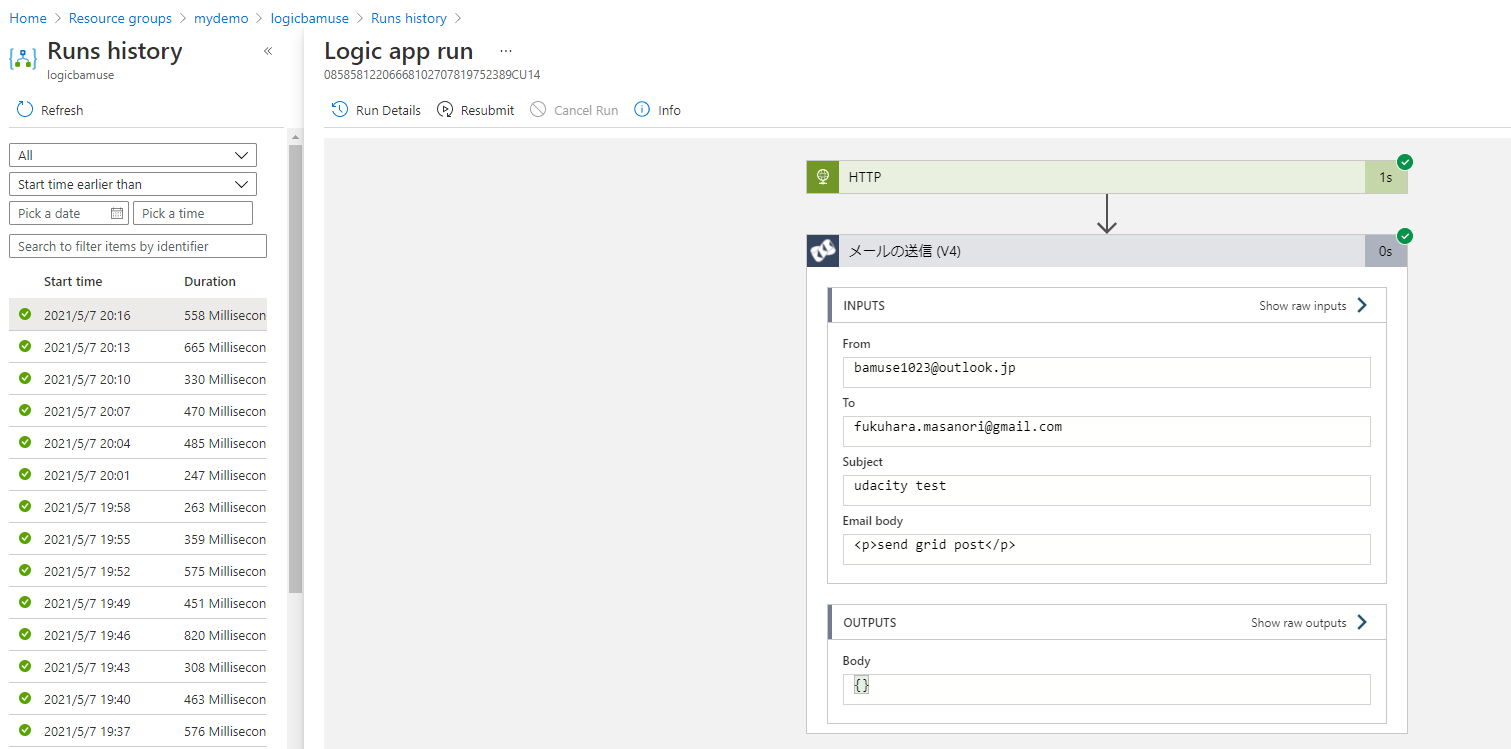 Home > Resource groups > mydemo > logicbamuse > Runs history >
Runs history
logicbamuse
«
Refresh
All
Start time earlier than
Pick a date
Pick a time
Search to filter items by identifier
Start time Duration
2021/5/7 20:16 558 Millisecon
2021/5/7 20:13 665 Millisecon
2021/5/7 20:10 330 Millisecon
2021/5/7 20:07 470 Millisecon
2021/5/7 20:04 485 Millisecon
2021/5/7 20:01 247 Millisecon
2021/5/7 19:58 263 Millisecon
2021/5/7 19:55 359 Millisecon
2021/5/7 19:52 575 Millisecon
2021/5/7 19:49 451 Millisecon
2021/5/7 19:46 820 Millisecon
2021/5/7 19:43 308 Millisecon
2021/5/7 19:40 463 Millisecon
2021/5/7 19:37 576 Millisecon
Logic app run ...
08585812206668102707819752389CU14
Run Details Resubmit Cancel Run Info
HTTP 1s
メールの送信 (V4) 0s
INPUTS Show raw inputs
From
bamuse1023@outlook.jp
To
fukuhara.masanori@gmail.com
Subject
udacity test
Email body
<p>send grid post</p>
OUTPUTS Show raw outputs
Body
{}